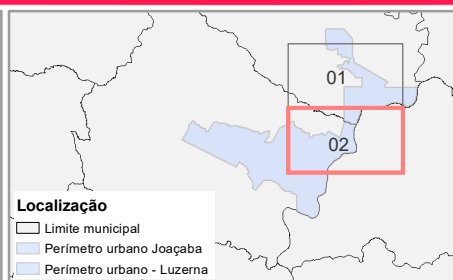 01
02
Localização
Limite municipal
Perímetro urbano Joaçaba
Perímetro urbano - Luzerna